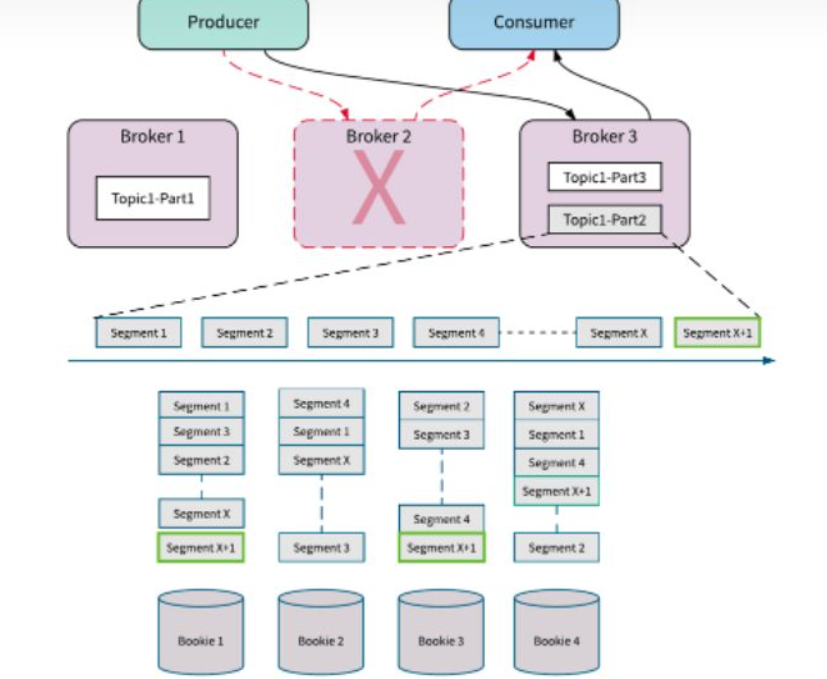 Producer
Consumer
Broker 1
Broker 2
Broker 3
X
Topic1-Part1
Topic1-Part3
Topic1-Part2
Segment 1
Segment 2
Segment 3
Segment 4
Segment X
Segment X+1
Segment 1
Segment 3
Segment 2
Segment X
Segment X+1
Segment 4
Segment 1
Segment X
Segment 3
Segment 2
Segment 3
Segment 4
Segment X+1
Segment X
Segment 1
Segment 4
Segment X+1
Segment 2
Bookie 1
Bookie 2
Bookie 3
Bookie 4